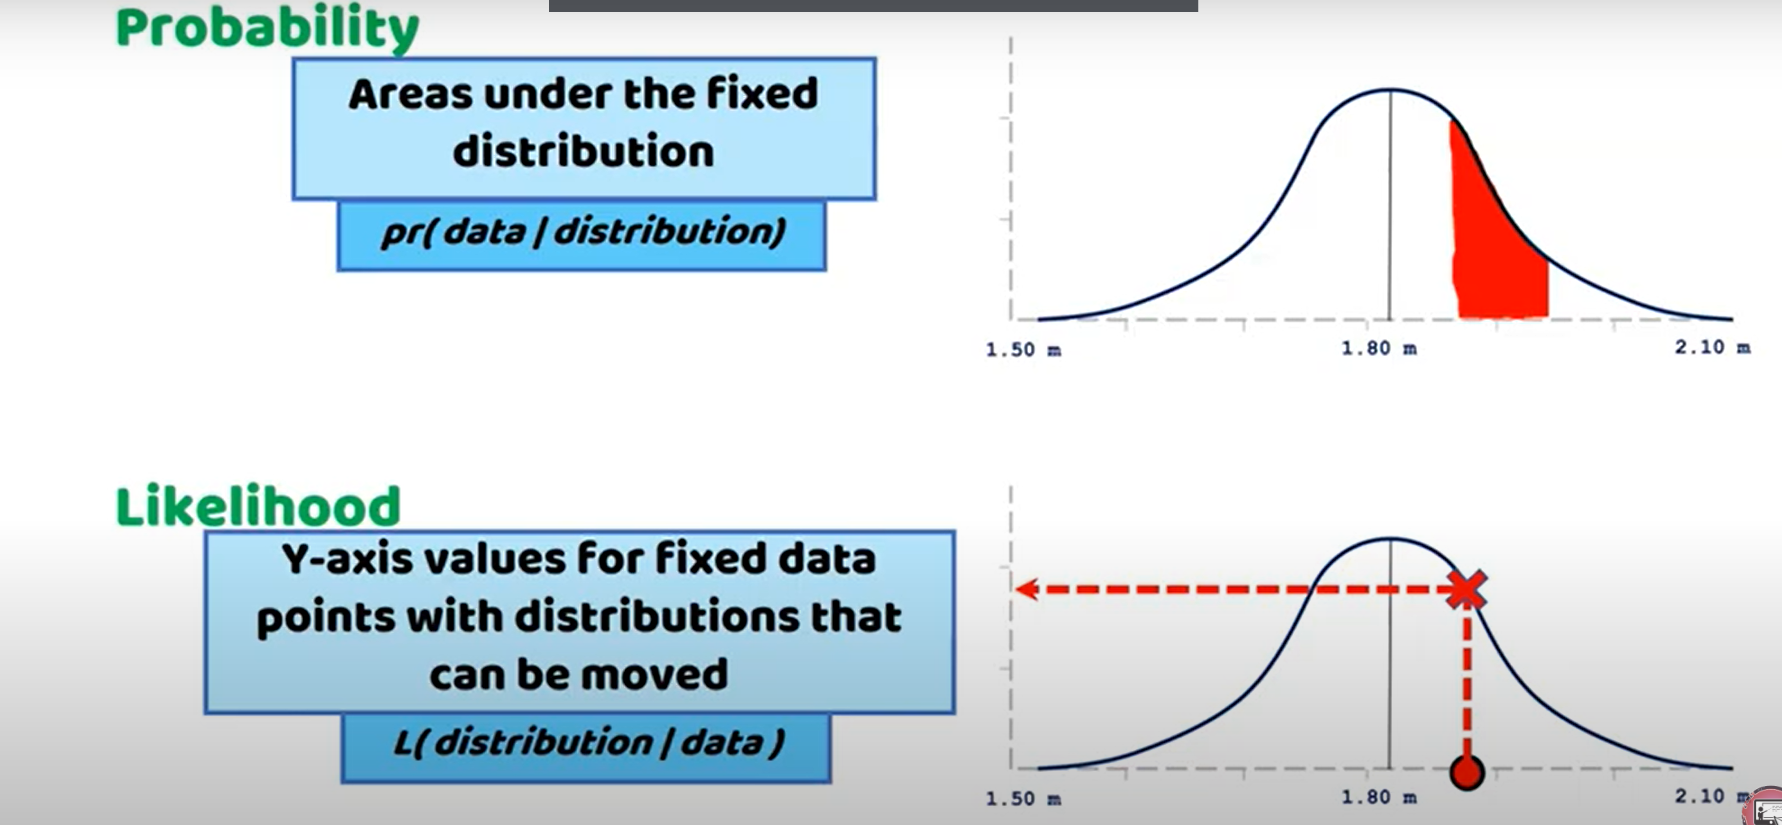 Probability
Areas under the fixed
distribution
pr( data | distribution)
1.50 m
1.80 m
2.10 m
Likelihood
Y-axis values for fixed data
points with distributions that
can be moved
L( distribution | data )
1.50 m
1.80 m
2.10 m